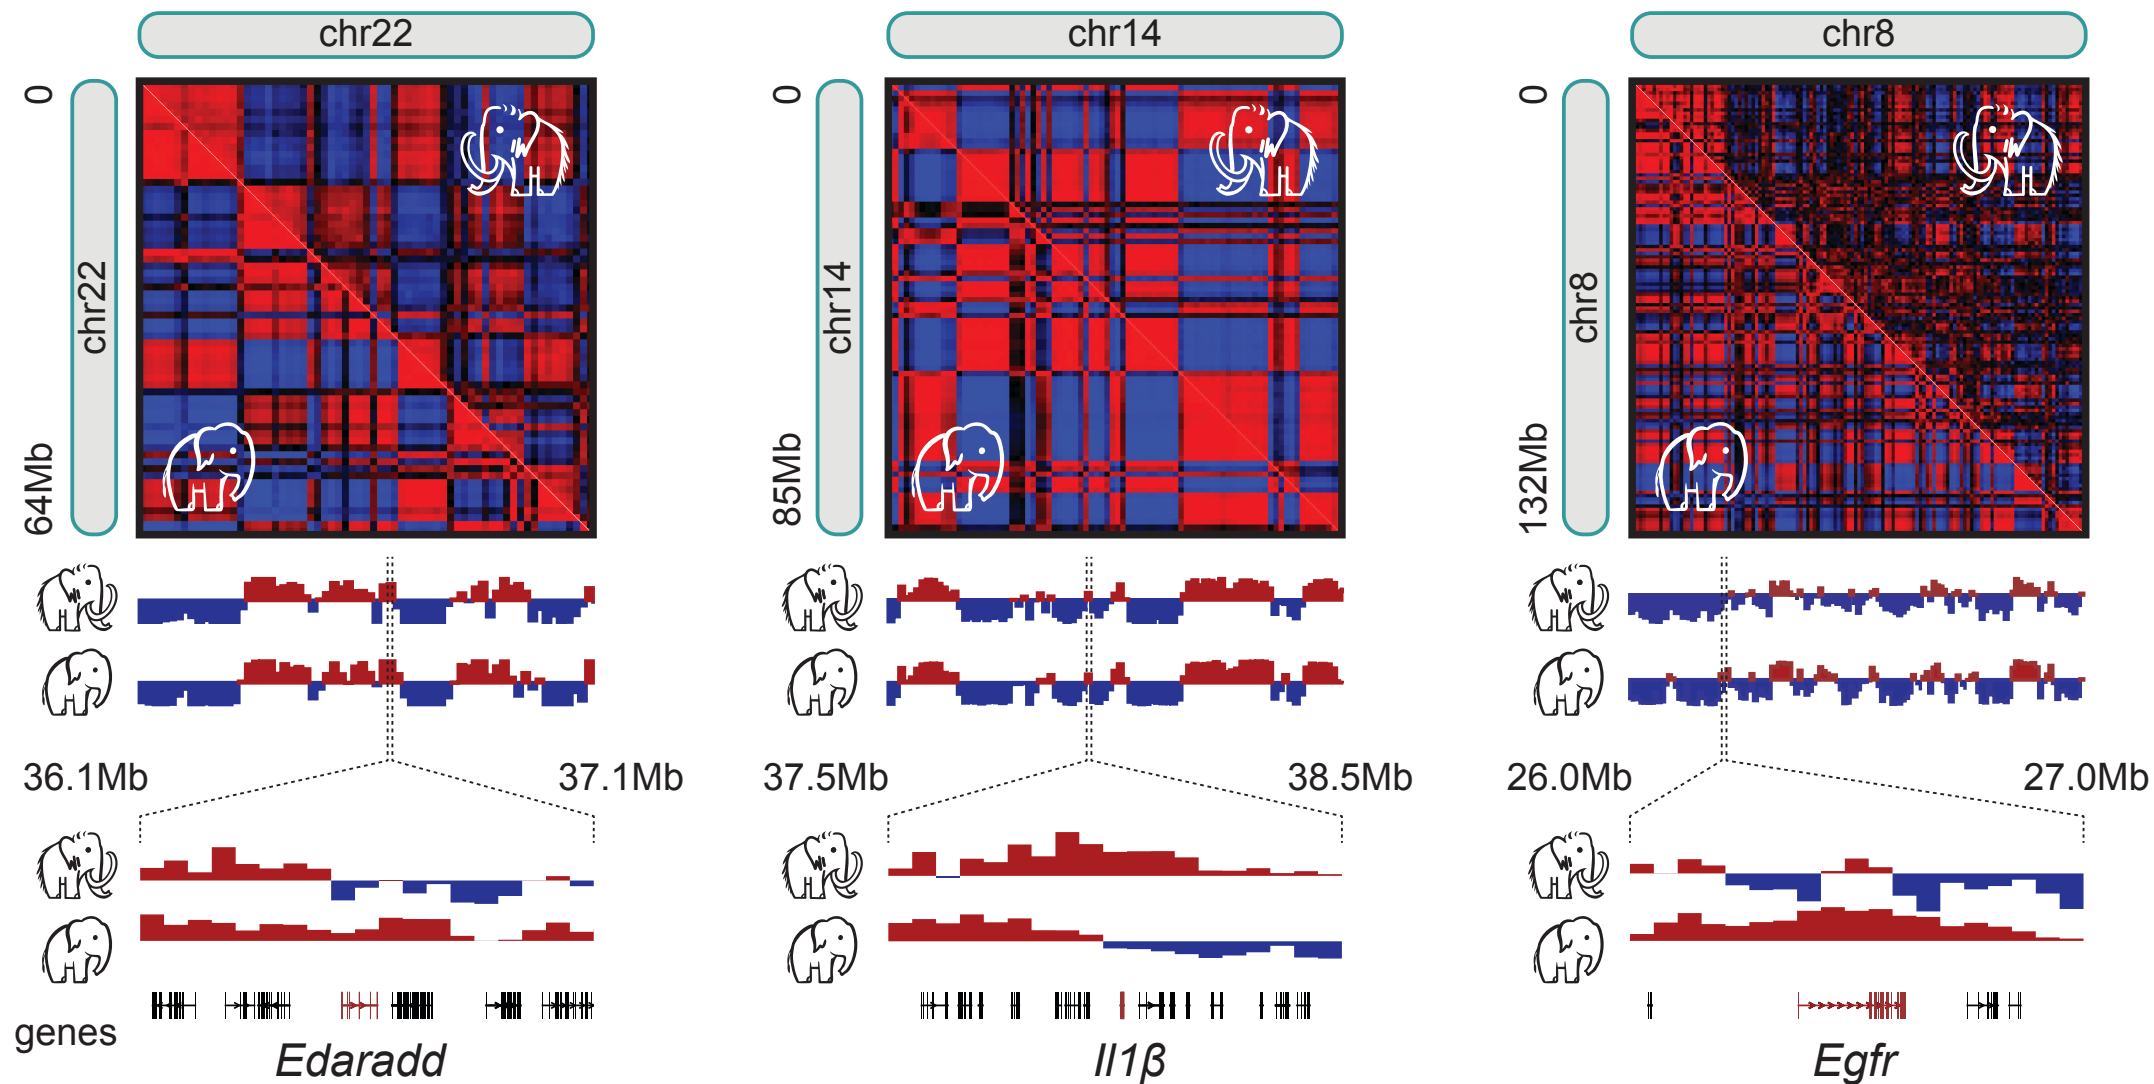 chr22 chr14 chr8
0 0 0
chr22 chr14 chr8
64Mb 85Mb 132Mb
36.1Mb 37.1Mb 37.5Mb 38.5Mb 26.0Mb 27.0Mb
genes
Edaradd Il1β Egfr